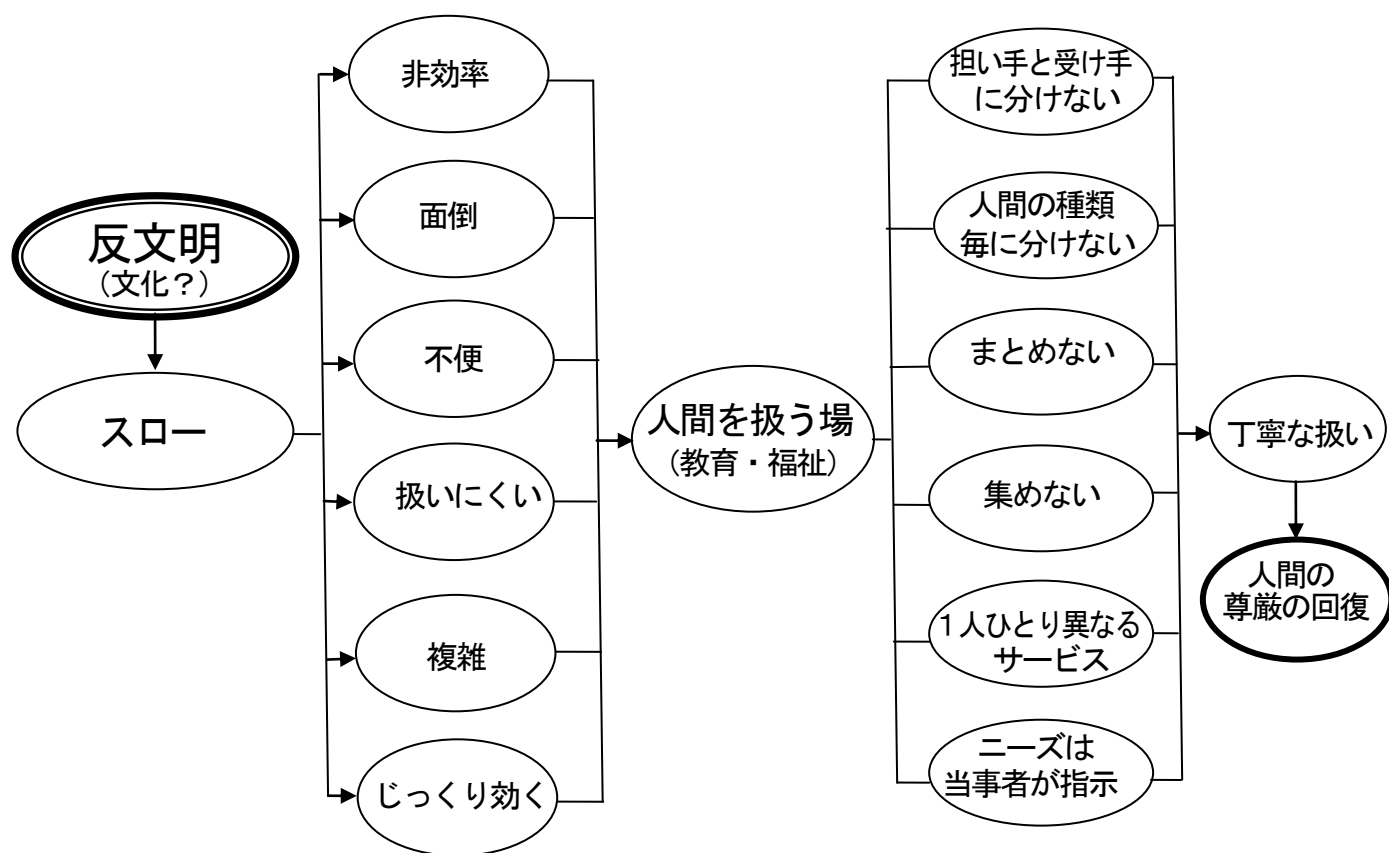 反文明
（文化？）
スロー
非効率
面倒
不便
扱いにくい
複雑
じっくり効く
人間を扱う場
（教育・福祉）
担い手と受け手
に分けない
人間の種類
毎に分けない
まとめない
集めない
１人ひとり異なる
サービス
ニーズは
当事者が指示
丁寧な扱い
人間の
尊厳の回復